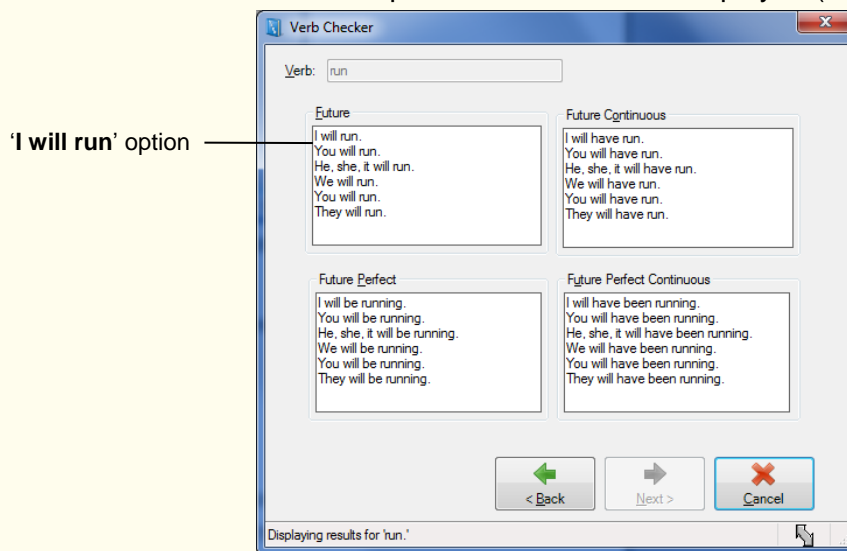 Verb Checker
Verb: run
Future
I will run.
You will run.
He, she, it will run.
We will run.
You will run.
They will run.
Future Continuous
I will have run.
You will have run.
He, she, it will have run.
We will have run.
You will have run.
They will have run.
‘I will run’ option
Future Perfect
I will be running.
You will be running.
He, she, it will be running.
We will be running.
You will be running.
They will be running.
Future Perfect Continuous
I will have been running.
You will have been running.
He, she, it will have been running.
We will have been running.
You will have been running.
They will have been running.
< Back
Next >
Cancel
Displaying results for 'run.'